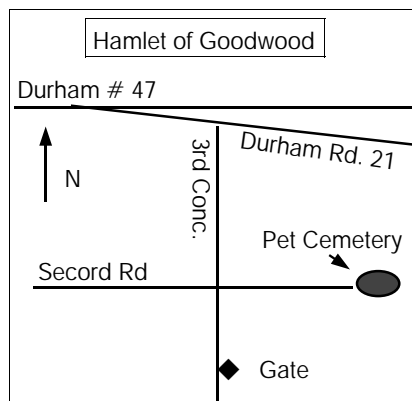 Hamlet of Goodwood
Durham # 47
Durham Rd. 21
3rd Conc.
N
Pet Cemetery
Secord Rd
Gate